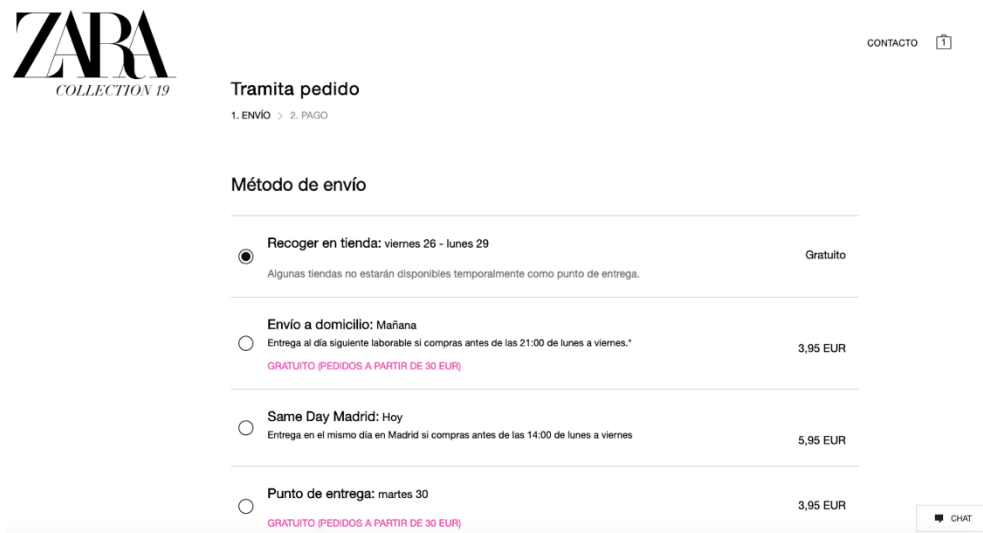 ZARA
COLLECTION 19
CONTACTO 1
Tramita pedido
1. ENVÍO > 2. PAGO
Método de envío
Recoger en tienda: viernes 26 - lunes 29
Gratuito
Algunas tiendas no estarán disponibles temporalmente como punto de entrega.
Envío a domicilio: Mañana
Entrega al día siguiente laborable si compras antes de las 21:00 de lunes a viernes.*
3,95 EUR
GRATUITO (PEDIDOS A PARTIR DE 30 EUR)
Same Day Madrid: Hoy
Entrega en el mismo día en Madrid si compras antes de las 14:00 de lunes a viernes
5,95 EUR
Punto de entrega: martes 30
3,95 EUR
GRATUITO (PEDIDOS A PARTIR DE 30 EUR)
CHAT